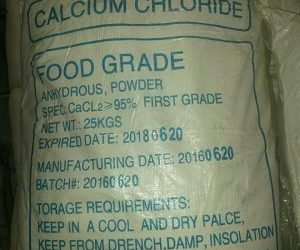 CALCIUM CHLORIDE
FOOD GRADE
ANHYDROUS, POWDER
SPEC:CaCL₂≥95% FIRST GRADE
NET WT: 25KGS
EXPIRED DATE: 20180620
MANUFACTURING DATE: 20160620
BATCH#: 20160620
TORAGE REQUIREMENTS:
KEEP IN A COOL AND DRY PALCE,
KEEP FROM DRENCH,DAMP, INSOLATION